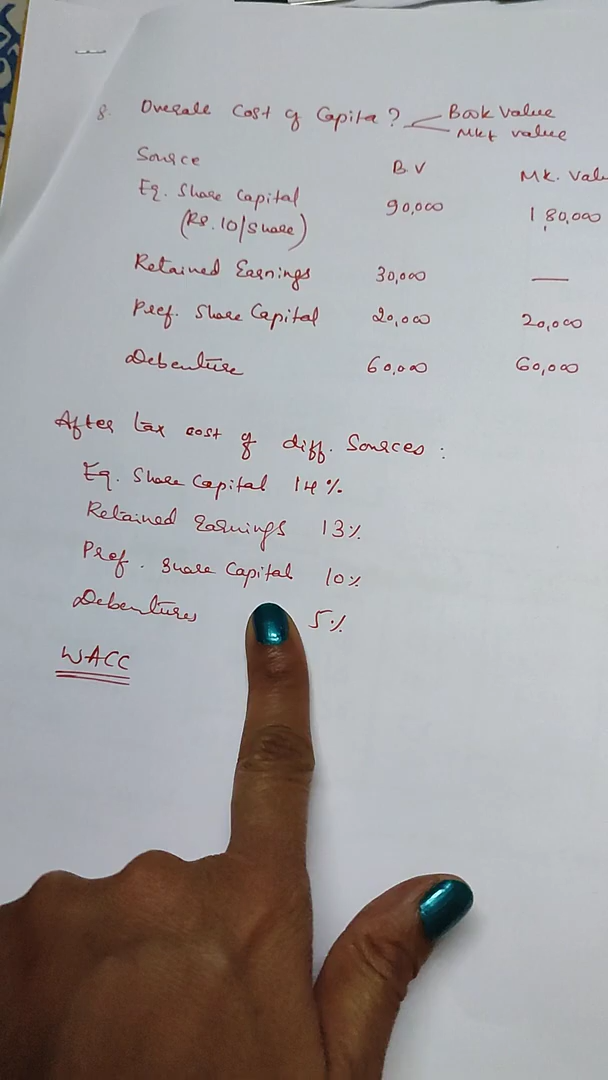 8. Overall Cost of Capital? Book Value
Mkt value
Source B.V Mk. Valu
Eq. Share Capital 90,000 1,80,000
(Rs.10/Share)
Retained Earnings 30,000 —
Pref. Share Capital 20,000 20,000
Debenture 60,000 60,000
After tax cost of diff. Sources:
Eq. Share Capital 14%
Retained Earnings 13%
Pref. Share Capital 10%
Debentures 5%
WACC